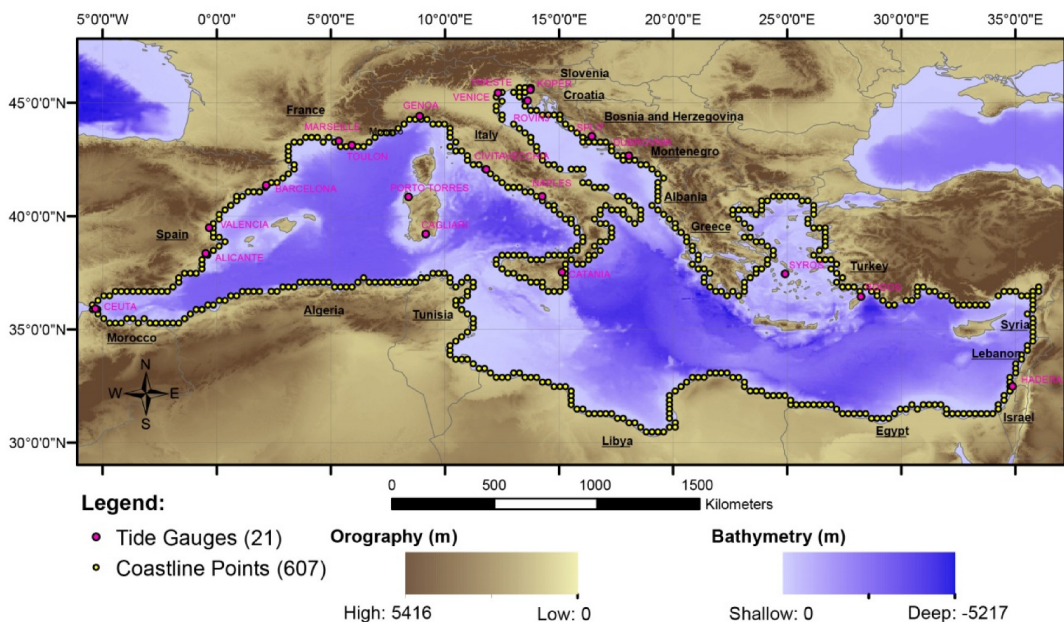 5°0'0"W 0°0'0" 5°0'0"E 10°0'0"E 15°0'0"E 20°0'0"E 25°0'0"E 30°0'0"E 35°0'0"E
45°0'0"N
40°0'0"N
35°0'0"N
30°0'0"N
Slovenia
KOPER
VENICE
Croatia
France
GENOA
ROVINJ
Bosnia and Herzegovina
MARSEILLE
Italy
SPLIT
TOULON
Montenegro
CIVITAVECCHIA
BARCELONA
PORTO TORRES
NAPLES
Albania
VALENCIA
Spain
CAGLIARI
Greece
ALICANTE
CATANIA
SYROS
Turkey
CEUTA
Morocco
Algeria
Tunisia
Syria
Lebanon
N
W E
S
HADERA
Israel
Egypt
Libya
0 500 1000 1500
Kilometers
Legend:
Tide Gauges (21)
Coastline Points (607)
Orography (m)
High: 5416 Low: 0
Bathymetry (m)
Shallow: 0 Deep: -5217